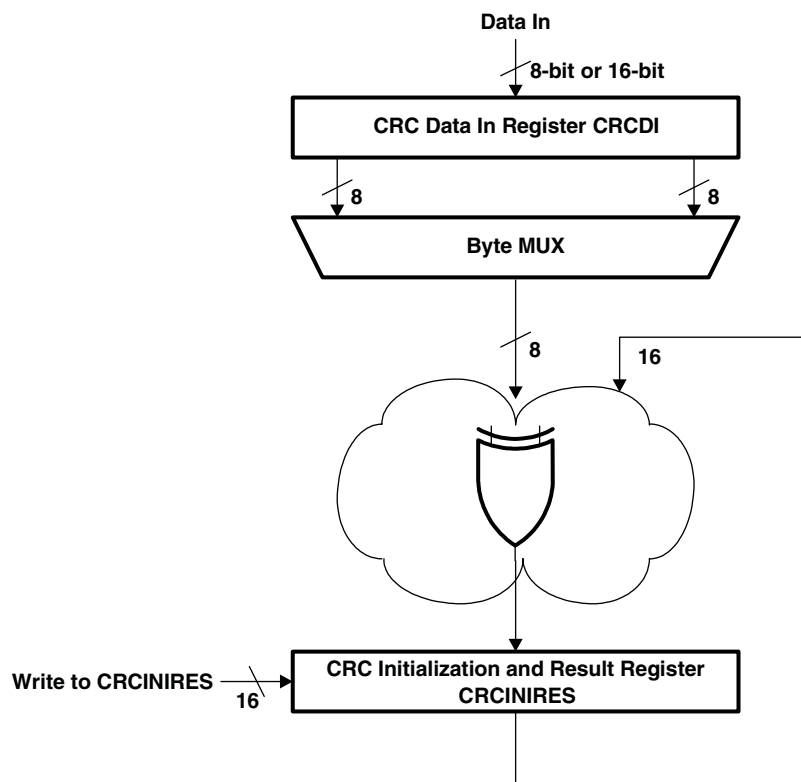 Data In
8-bit or 16-bit
CRC Data In Register CRCDI
8
8
Byte MUX
8
16
CRC Initialization and Result Register
CRCINIRES
Write to CRCINIRES
16